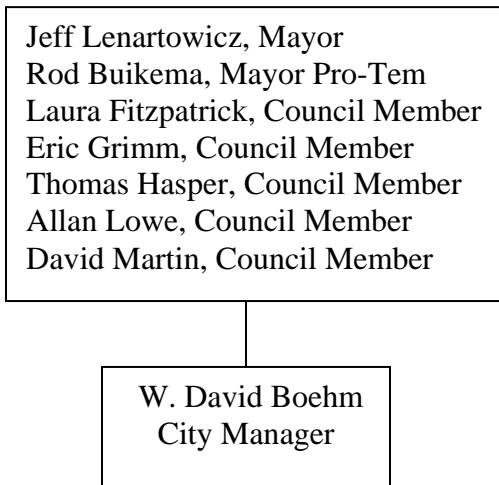 Jeff Lenartowicz, Mayor
Rod Buikema, Mayor Pro-Tem
Laura Fitzpatrick, Council Member
Eric Grimm, Council Member
Thomas Hasper, Council Member
Allan Lowe, Council Member
David Martin, Council Member
W. David Boehm
City Manager